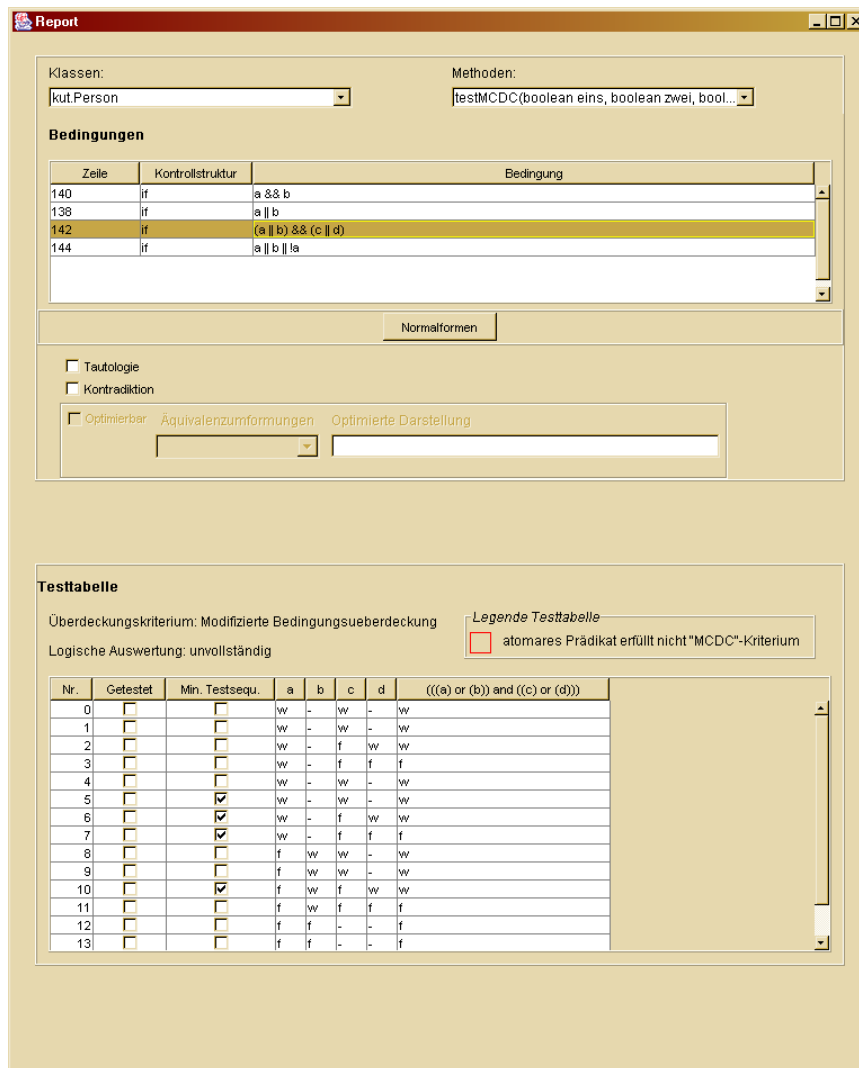 Report
Klassen: Methoden:
kut.Person testMCDC(boolean eins, boolean zwei, bool...
Bedingungen
Zeile Kontrollstruktur Bedingung
140 if a && b
138 if a || b
142 if (a || b) && (c || d)
144 if a || b || !a
Normalformen
Tautologie
Kontradiktion
Optimierbar Äquivalenzumformungen Optimierte Darstellung
Testtabelle
Überdeckungskriterium: Modifizierte Bedingungsueberdeckung
Legende Testtabelle
atomares Prädikat erfüllt nicht "MCDC"-Kriterium
Logische Auswertung: unvollständig
Nr. Getestet Min. Testsequ. a b c d (((a) or (b)) and ((c) or (d)))
0 w - w - w
1 w - w - w
2 w - f w w
3 w - f f f
4 w - w - w
5 w - w - w
6 w - f w w
7 w - f f f
8 f w w - w
9 f w w - w
10 f w f w w
11 f w f f f
12 f f - - f
13 f f - - f